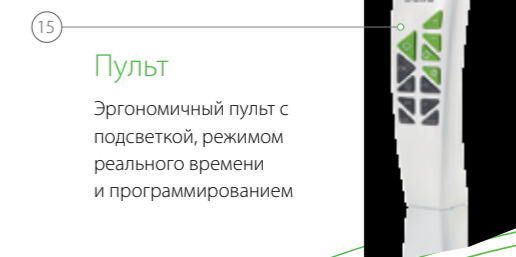 15
Пульт
Эргономичный пульт с
подсветкой, режимом
реального времени
и программированием